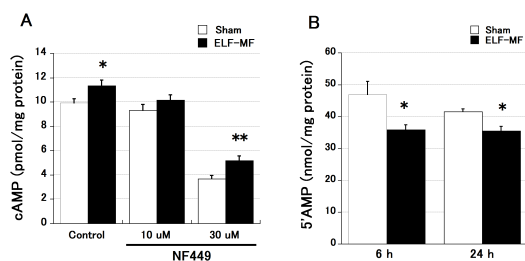 A
Sham
ELF-MF
cAMP (pmol/mg protein)
14
12
10
8
6
4
2
0
*
**
Control
10 uM
30 uM
NF449
B
Sham
ELF-MF
5'AMP (nmol/mg protein)
60
50
40
30
20
10
0
*
*
6 h
24 h